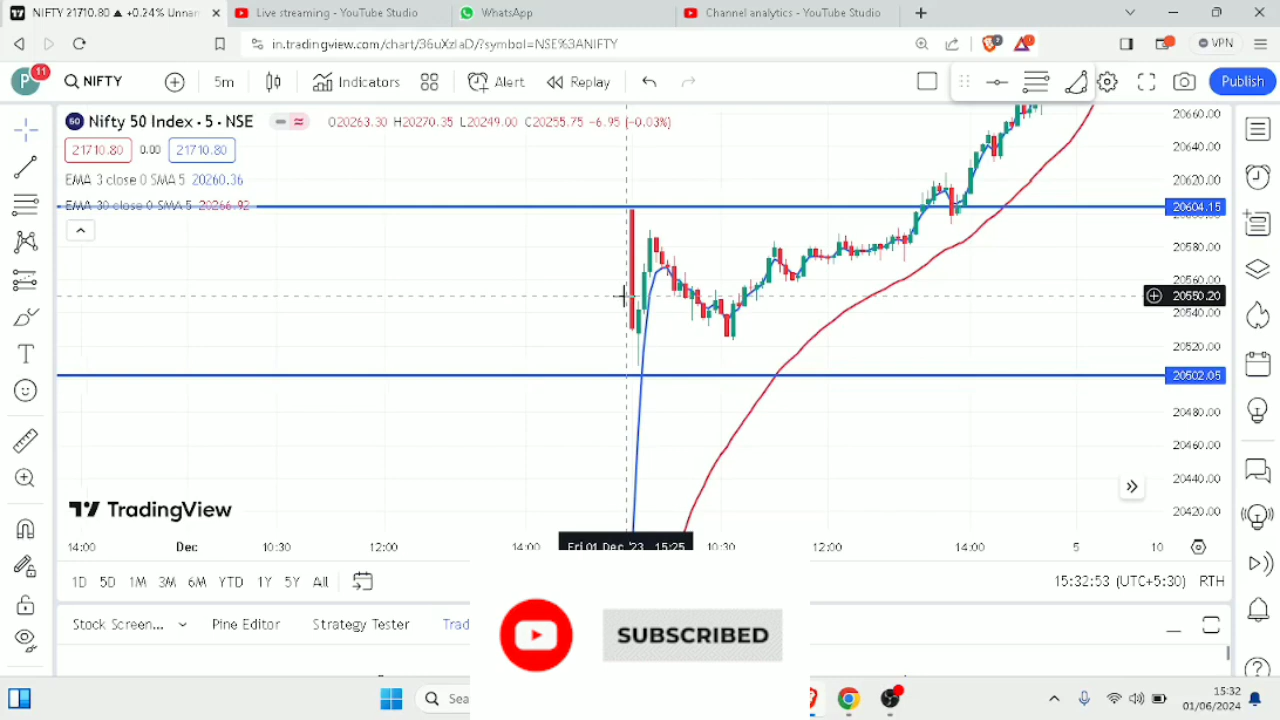 NIFTY 21710.80 ▲ +0.24% Unnar
Live streaming - YouTube Studio
WhatsApp
Channel analytics - YouTube Studio
in.tradingview.com/chart/36uXzIaD/?symbol=NSE%3ANIFTY
VPN
P 11
NIFTY
5m
Indicators
Alert
Replay
Publish
50 Nifty 50 Index • 5 • NSE
O20263.30 H20270.35 L20249.00 C20255.75 -6.95 (-0.03%)
21710.80 0.00 21710.80
EMA 3 close 0 SMA 5 20260.36
EMA 30 close 0 SMA 5 20266.92
20660.00
20640.00
20620.00
20604.15
20580.00
20560.00
20550.20
20540.00
20520.00
20502.05
20480.00
20460.00
20440.00
20420.00
TradingView
14:00 Dec 10:30 12:00 14:00 Fri 01 Dec '23 15:25 10:30 12:00 14:00 5 10
1D 5D 1M 3M 6M YTD 1Y 5Y All
15:32:53 (UTC+5:30) RTH
Stock Screen... Pine Editor Strategy Tester Trad
SUBSCRIBED
Sea
15:32
01/06/2024